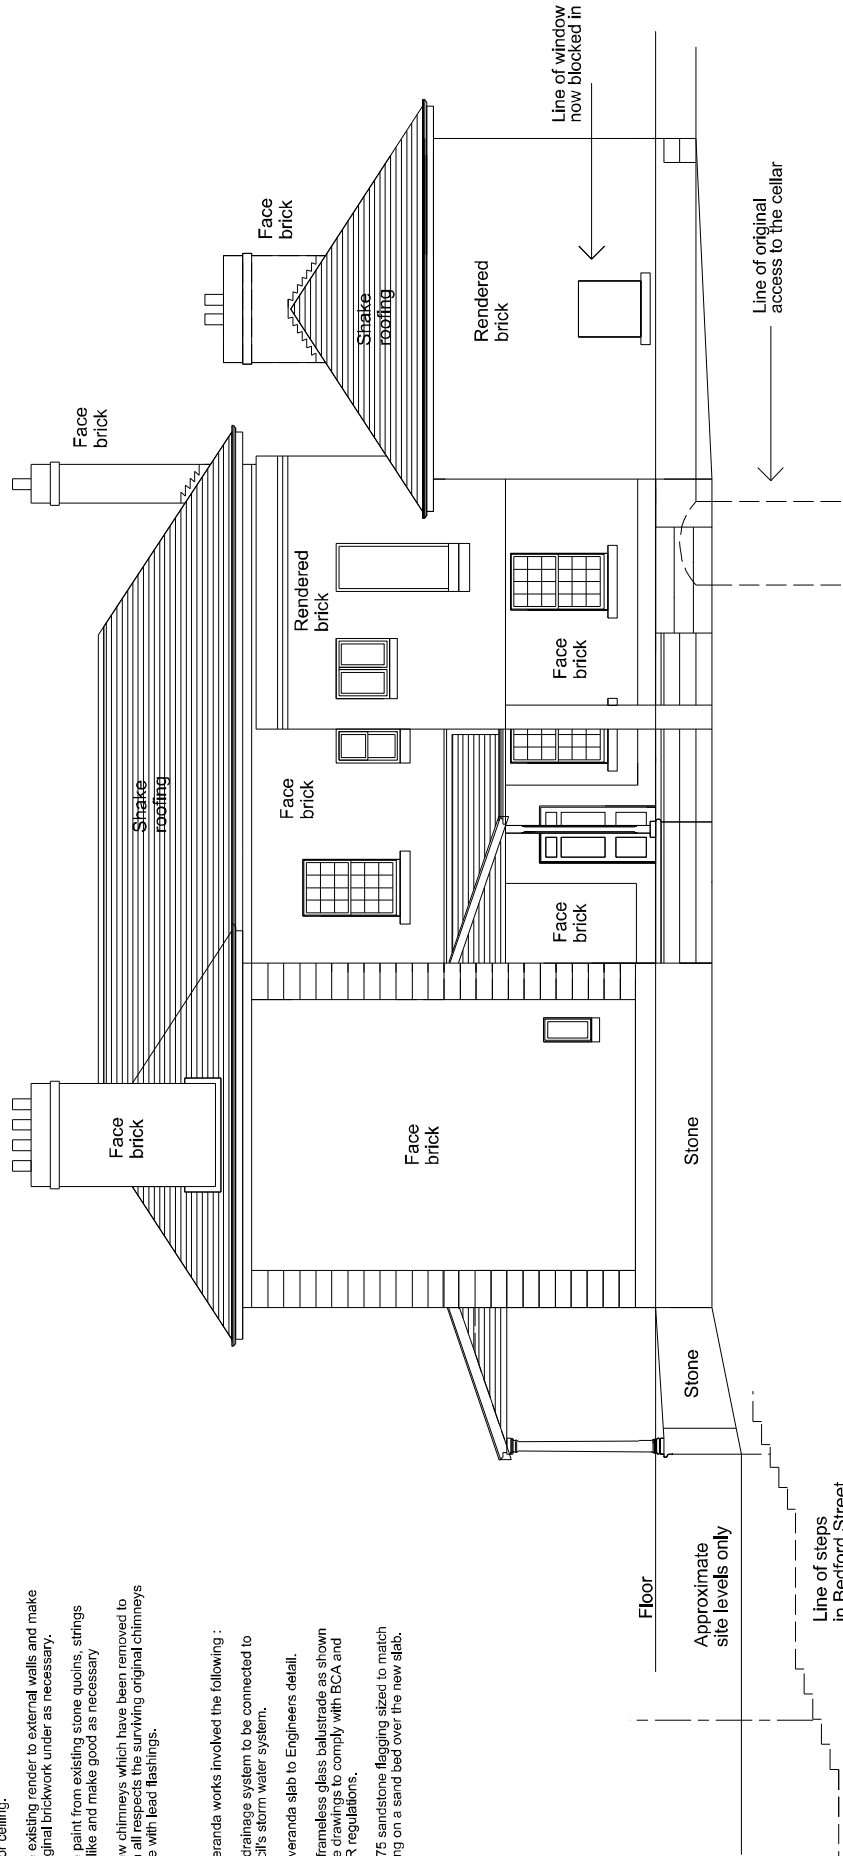 or ceiling.
existing render to external walls and make
ginal brickwork under as necessary.
paint from existing stone quoins, strings
like and make good as necessary
w chimneys which have been removed to
all respects the surviving original chimneys
e with lead flashings.
eranda works involved the following :
drainage system to be connected to
cil's storm water system.
veranda slab to Engineers detail.
frameless glass balustrade as shown
e drawings to comply with BCA and
R regulations.
75 sandstone flagging sized to match
ng on a sand bed over the new slab.
Face
brick
Shake
roofing
Face
brick
Face
brick
Shake
roofing
Face
brick
Face
brick
Rendered
brick
Rendered
brick
Face
brick
Face
brick
Line of window
now blocked in
Stone
Stone
Floor
Approximate
site levels only
Line of original
access to the cellar
Line of steps
in Bedford Street